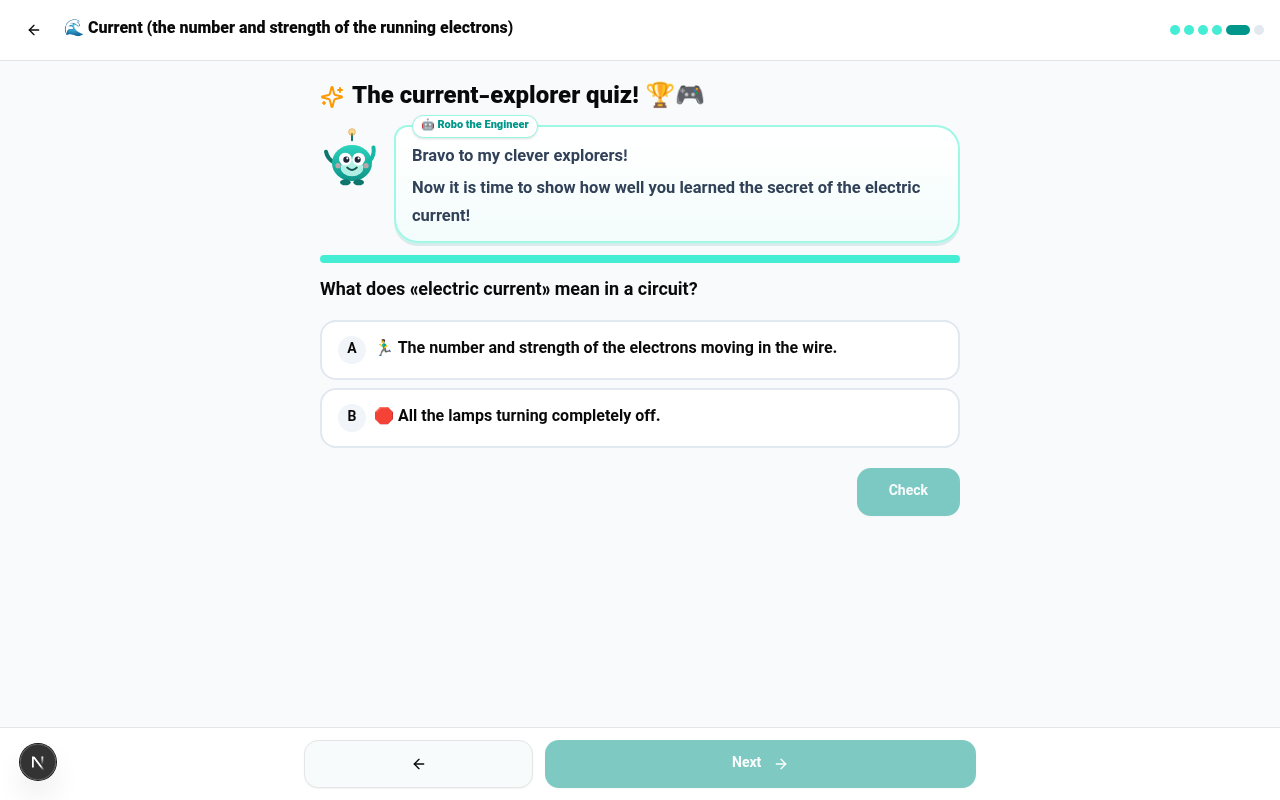 🌊 Current (the number and strength of the running electrons)
The current-explorer quiz! 🏆🎮
🤖 Robo the Engineer
Bravo to my clever explorers!
Now it is time to show how well you learned the secret of the electric
current!
What does «electric current» mean in a circuit?
A 🏃‍♂️ The number and strength of the electrons moving in the wire.
B 🛑 All the lamps turning completely off.
Check
N
Next